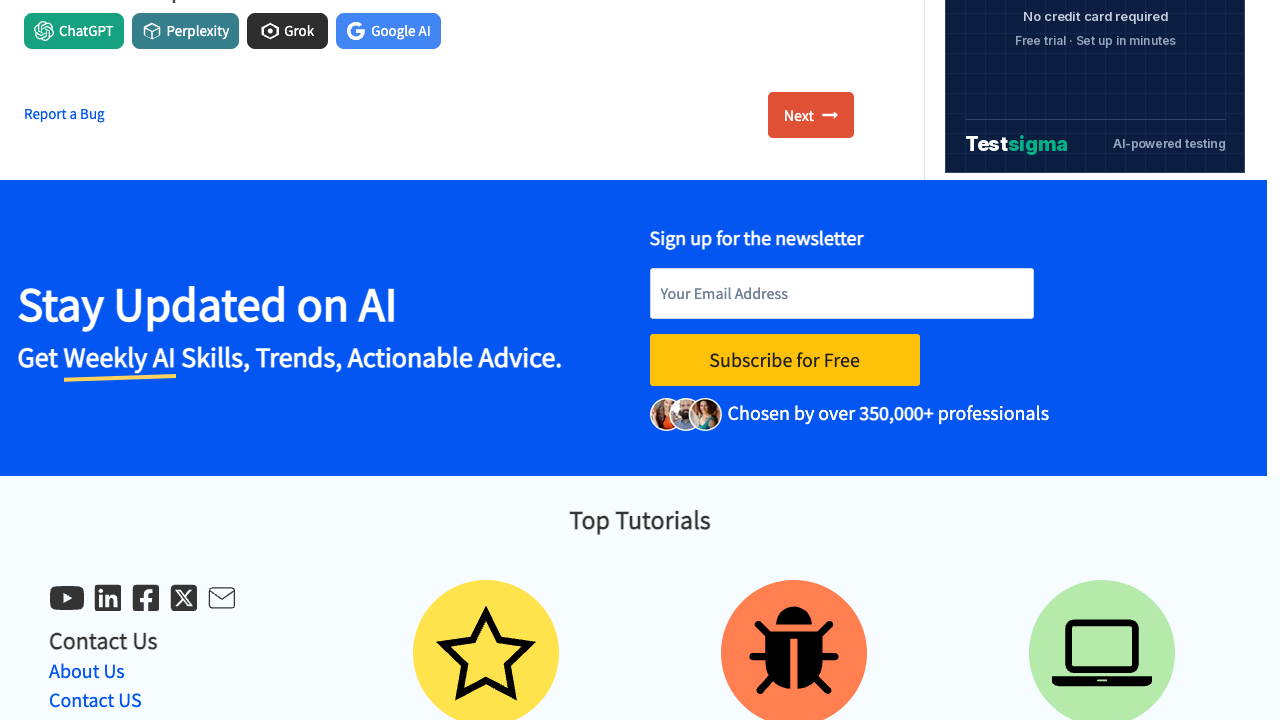 ChatGPT
Perplexity
Grok
Google AI
Report a Bug
Next
No credit card required
Free trial · Set up in minutes
Testsigma
AI-powered testing
Stay Updated on AI
Get Weekly AI Skills, Trends, Actionable Advice.
Sign up for the newsletter
Your Email Address
Subscribe for Free
Chosen by over 350,000+ professionals
Top Tutorials
Contact Us
About Us
Contact US